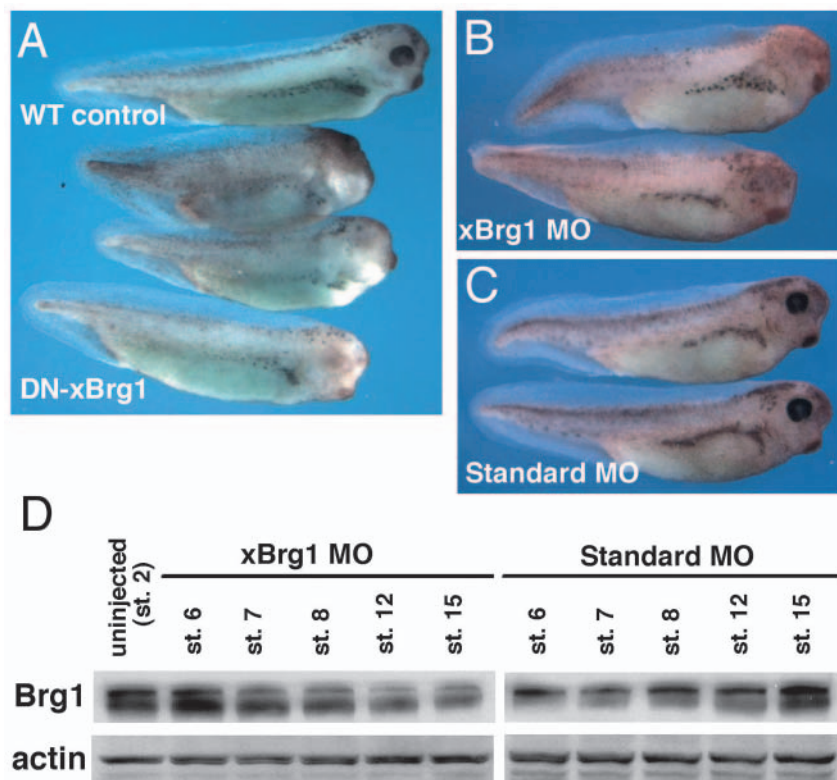 A
WT control
DN-xBrg1
B
xBrg1 MO
C
Standard MO
D
uninjected
(st. 2)
xBrg1 MO
st. 6
st. 7
st. 8
st. 12
st. 15
Standard MO
st. 6
st. 7
st. 8
st. 12
st. 15
Brg1
actin